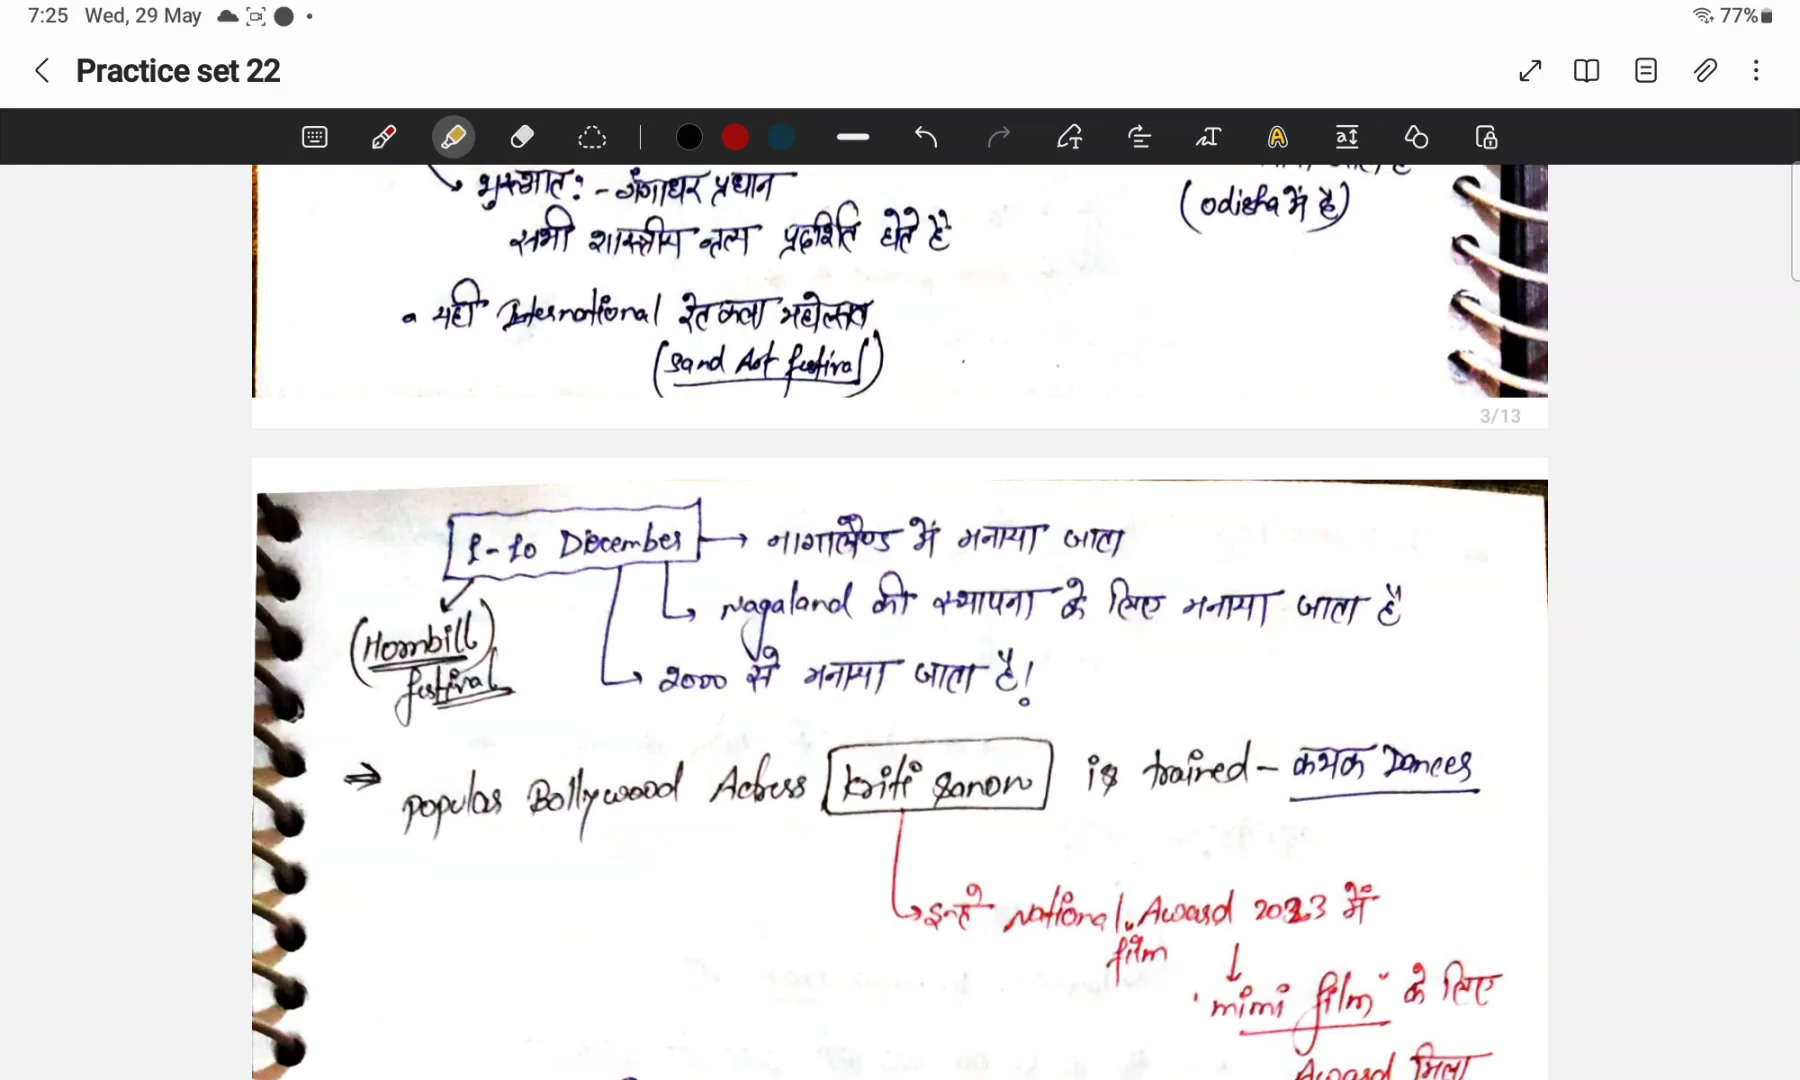 7:25 Wed, 29 May
77%
Practice set 22
शुरुआत: - गंगाधर प्रधान
(odisha में है)
सभी शास्त्रीय नृत्य प्रदर्शित होते है
यही International रेत कला महोत्सव
(Sand Art festival)
3/13
1-10 December → नागालैण्ड में मनाया जाता
Nagaland की स्थापना के लिए मनाया जाता है
(Hornbill festival)
2000 से मनाया जाता है!
⇒ popular Bollywood Actress kriti sanon is trained - कथक Dances
इन्हे National Award 2023 में
film
"mimi film" के लिए
Award मिला